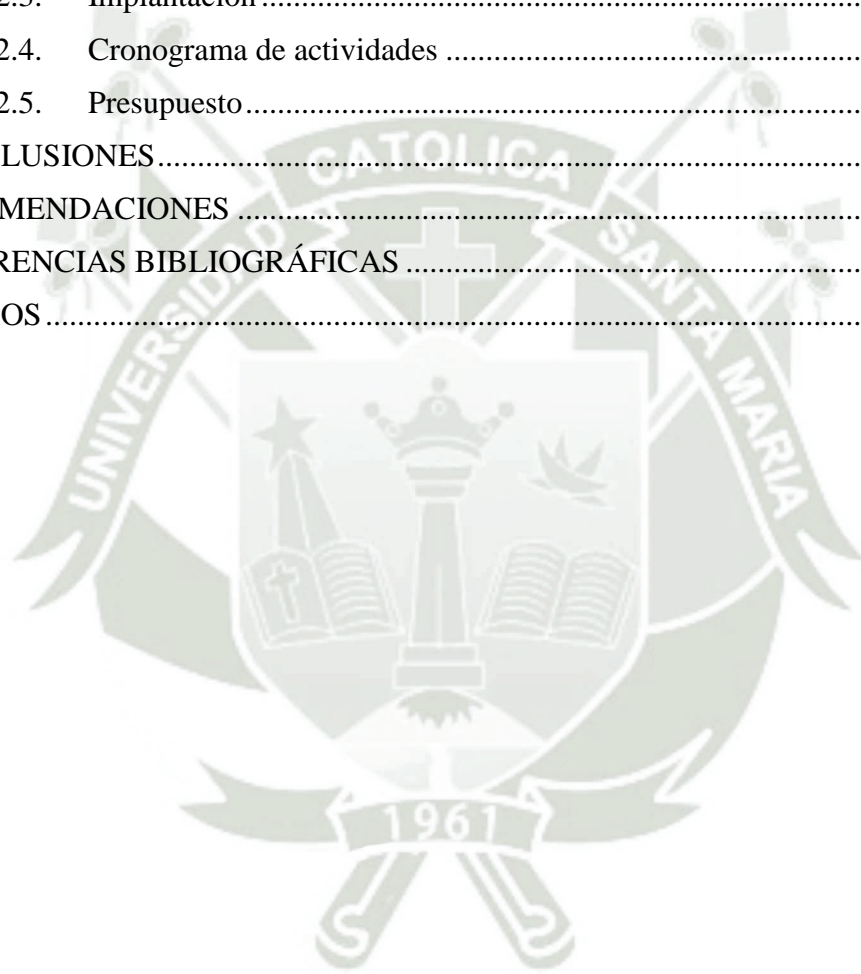 2.3. Implantación ........................................................
2.4. Cronograma de actividades ........................................................
2.5. Presupuesto ........................................................
LUSIONES ........................................................
MENDACIONES ........................................................
RENCIAS BIBLIOGRÁFICAS ........................................................
OS ........................................................
UNIVERSIDAD CATOLICA SANTA MARIA
1961